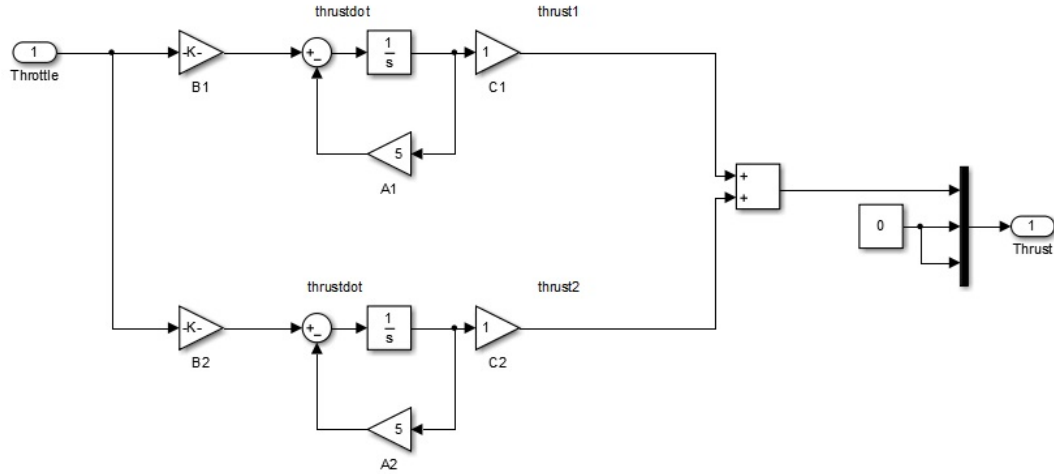 thrustdot
thrust1
1
Throttle
-K-
B1
+
−
1
s
1
C1
5
A1
+
+
0
1
Thrust
thrustdot
thrust2
-K-
B2
+
−
1
s
1
C2
5
A2